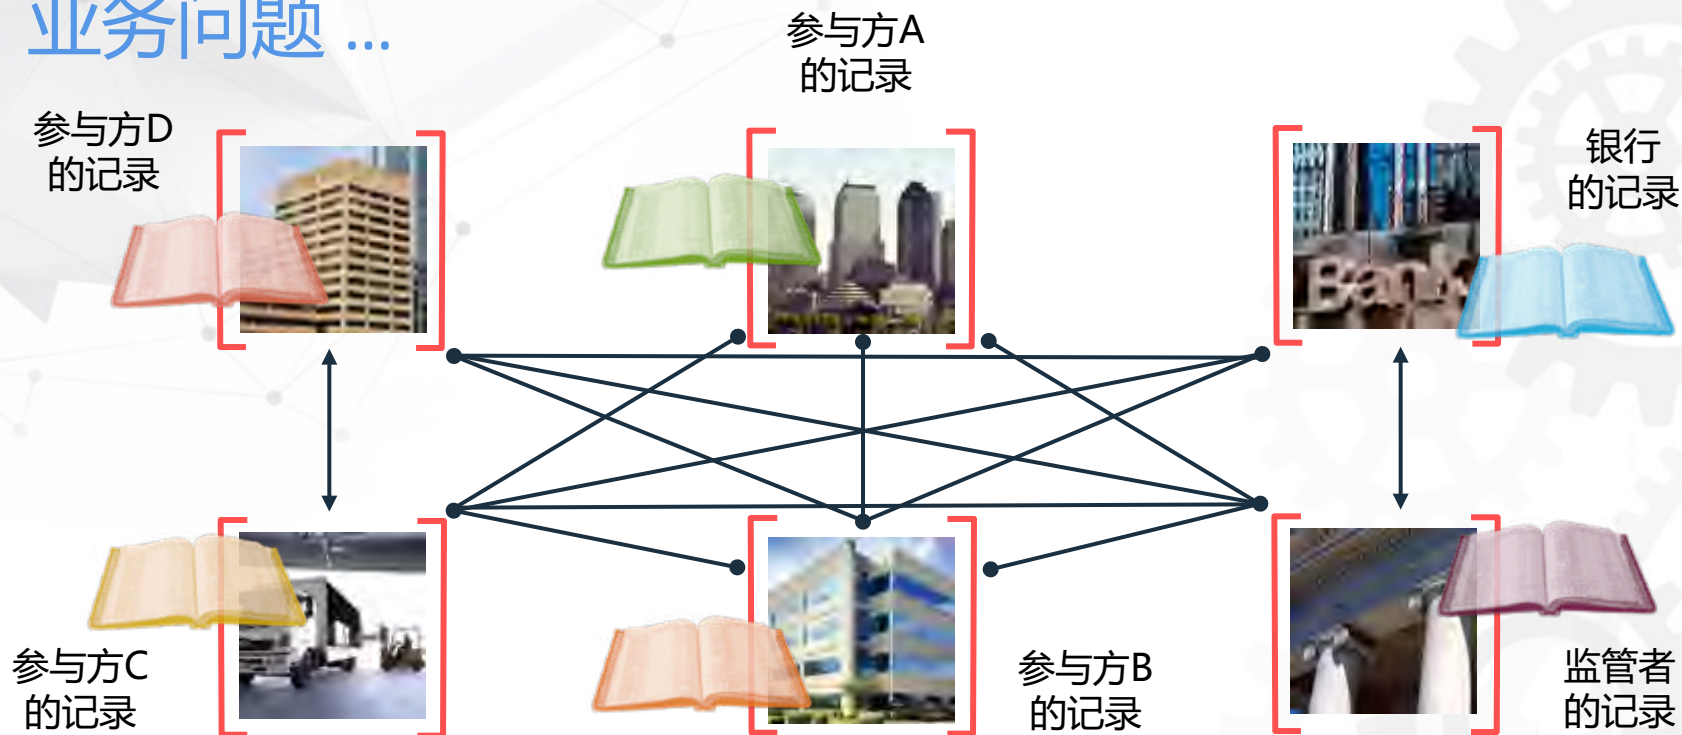 业务问题 ...
参与方A
的记录
参与方D
的记录
银行
的记录
Bank
参与方C
的记录
参与方B
的记录
监管者
的记录